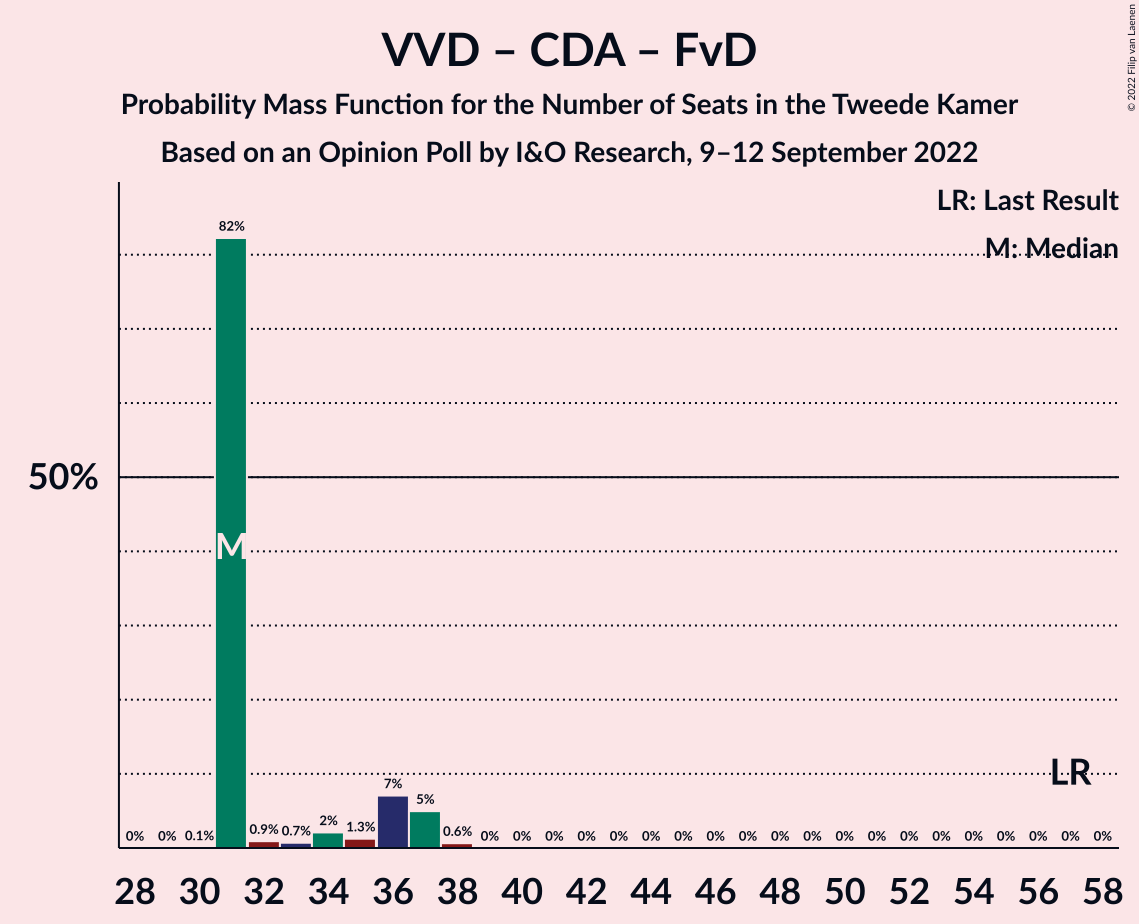 VVD – CDA – FvD
Probability Mass Function for the Number of Seats in the Tweede Kamer
Based on an Opinion Poll by I&O Research, 9–12 September 2022
© 2022 Filip van Laenen
LR: Last Result
M: Median
50%
82%
M
LR
0% 0% 0.1% 0.9% 0.7% 2% 1.3% 7% 5% 0.6% 0% 0% 0% 0% 0% 0% 0% 0% 0% 0% 0% 0% 0% 0% 0% 0% 0% 0% 0% 0%
28 30 32 34 36 38 40 42 44 46 48 50 52 54 56 58